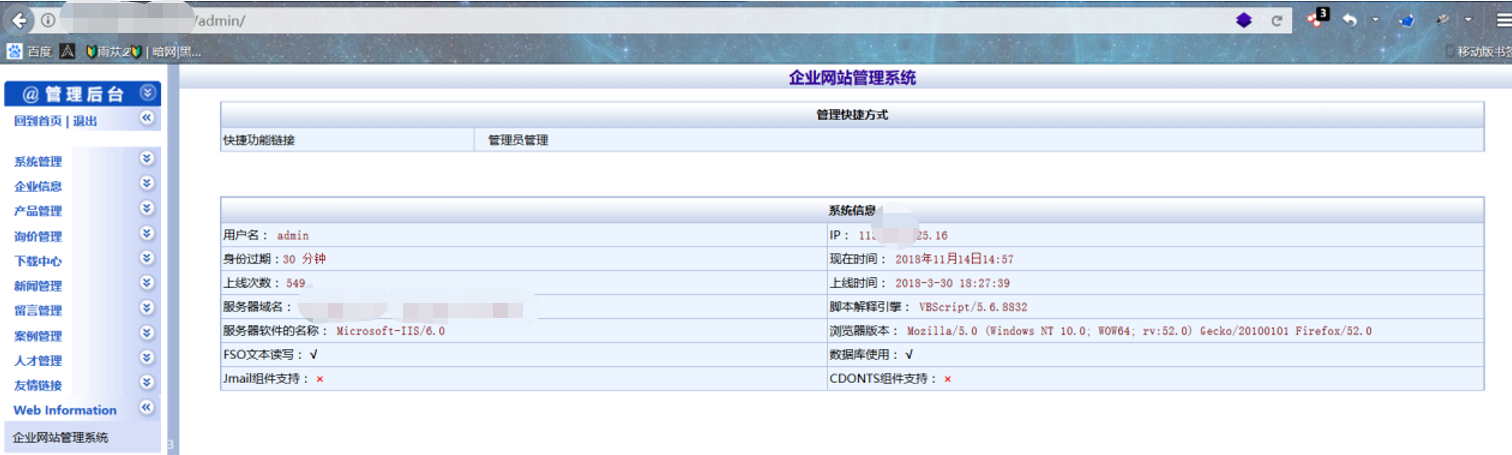 /admin/
3
百度 雨苁 | 暗网|黑... 移动版书签
企业网站管理系统
@ 管 理 后 台
回到首页 | 退出
系统管理
企业信息
产品管理
询价管理
下载中心
新闻管理
留言管理
案例管理
人才管理
友情链接
Web Information
企业网站管理系统
3
管理快捷方式
快捷功能链接 管理员管理
系统信息
用户名： admin IP： 11 25.16
身份过期：30 分钟 现在时间： 2018年11月14日14:57
上线次数： 549 上线时间： 2018-3-30 18:27:39
服务器域名： 脚本解释引擎： VBScript/5.6.8832
服务器软件的名称： Microsoft-IIS/6.0 浏览器版本： Mozilla/5.0 (Windows NT 10.0; WOW64; rv:52.0) Gecko/20100101 Firefox/52.0
FSO文本读写： √ 数据库使用： √
Jmail组件支持： × CDONTS组件支持： ×